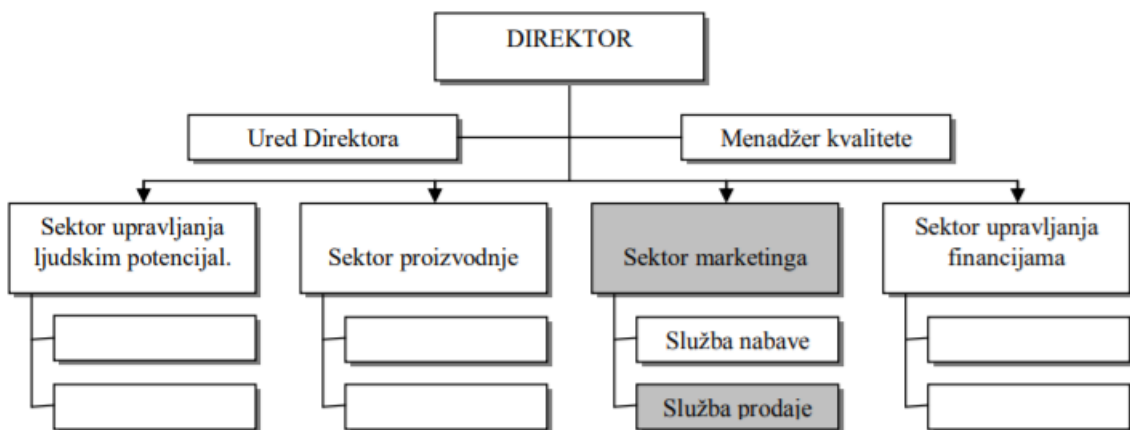 DIREKTOR
Ured Direktora
Menadžer kvalitete
Sektor upravljanja
ljudskim potencijal.
Sektor proizvodnje
Sektor marketinga
Sektor upravljanja
financijama
Služba nabave
Služba prodaje